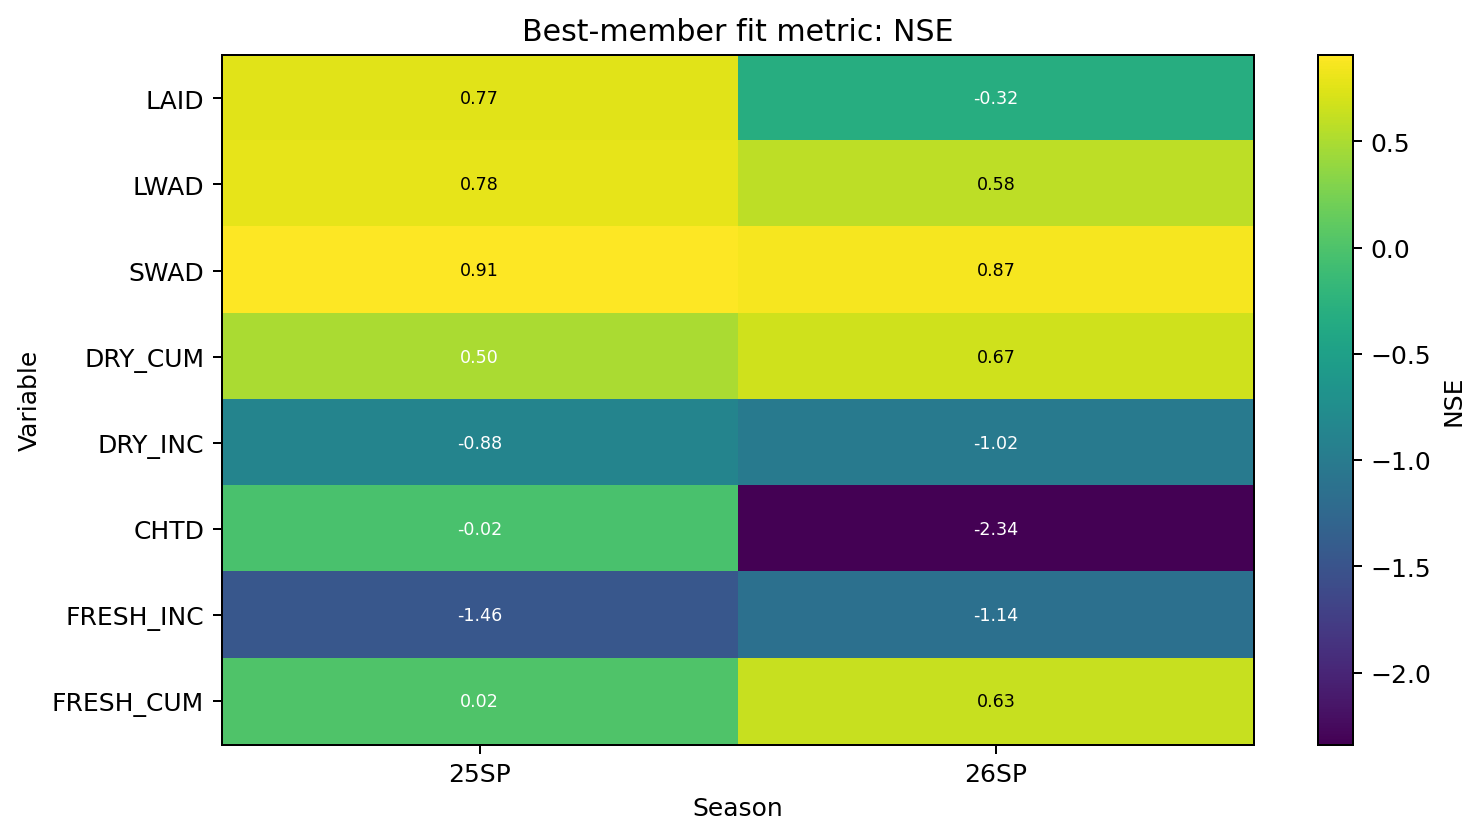 Best-member fit metric: NSE
LAID 0.77 -0.32
LWAD 0.78 0.58
SWAD 0.91 0.87
DRY_CUM 0.50 0.67
DRY_INC -0.88 -1.02
CHTD -0.02 -2.34
FRESH_INC -1.46 -1.14
FRESH_CUM 0.02 0.63
25SP 26SP
Season
Variable
0.5
0.0
−0.5
−1.0
−1.5
−2.0
NSE